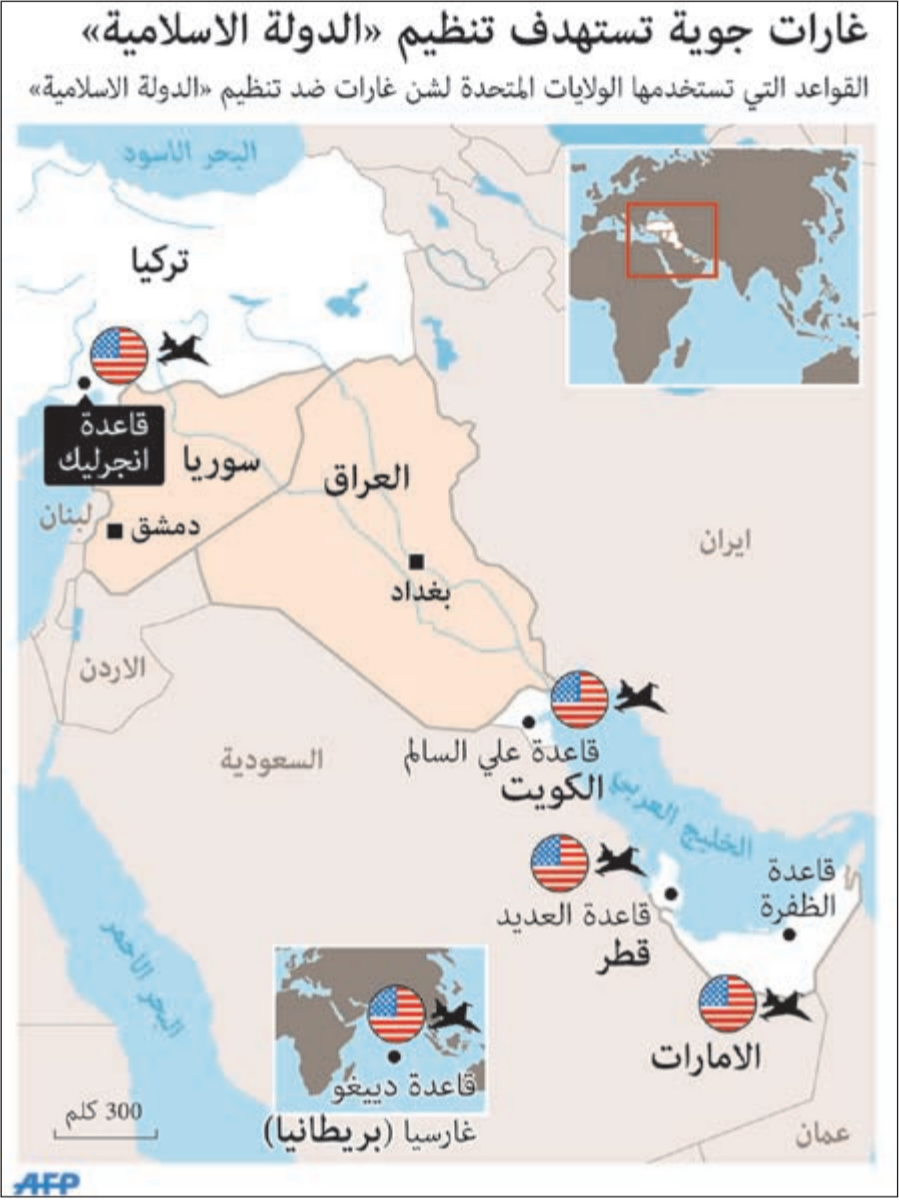 غارات جوية تستهدف تنظيم «الدولة الاسلامية»
القواعد التي تستخدمها الولايات المتحدة لشن غارات ضد تنظيم «الدولة الاسلامية»
البحر الاسود
تركيا
قاعدة
انجرليك
سوريا
العراق
لبنان
دمشق
ايران
بغداد
الاردن
السعودية
قاعدة علي السالم
الكويت
الخليج العربي
قاعدة
الظفرة
قاعدة العديد
قطر
البحر الأحمر
الامارات
قاعدة دييغو
غارسيا (بريطانيا)
300 كلم
عمان
AFP